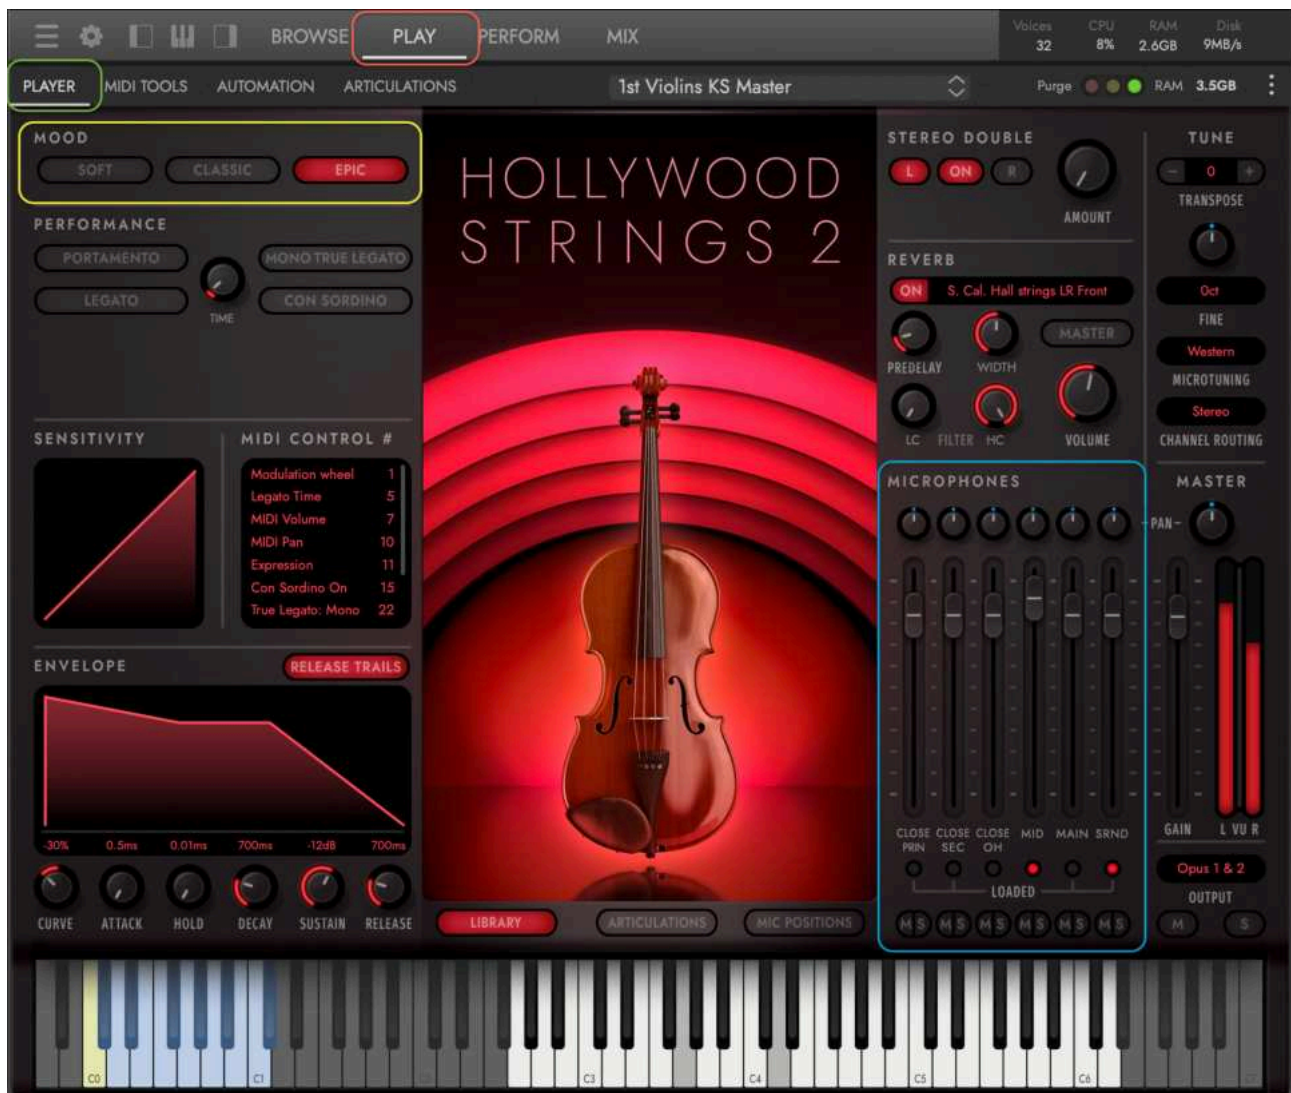 BROWSE PLAY PERFORM MIX
Voices CPU RAM Disk
32 8% 2.6GB 9MB/s
PLAYER MIDI TOOLS AUTOMATION ARTICULATIONS 1st Violins KS Master Purge RAM 3.5GB
MOOD
SOFT CLASSIC EPIC
PERFORMANCE
PORTAMENTO MONO TRUE LEGATO
LEGATO CON SORDINO
TIME
SENSITIVITY
MIDI CONTROL #
Modulation wheel 1
Legato Time 5
MIDI Volume 7
MIDI Pan 10
Expression 11
Con Sordino On 15
True Legato: Mono 22
ENVELOPE RELEASE TRAILS
-30% 0.5ms 0.01ms 700ms -12dB 700ms
CURVE ATTACK HOLD DECAY SUSTAIN RELEASE
HOLLYWOOD
STRINGS 2
LIBRARY ARTICULATIONS MIC POSITIONS
STEREO DOUBLE
L ON R
AMOUNT
REVERB
ON S. Cal. Hall strings LR Front
MASTER
PREDELAY WIDTH
LC FILTER HC VOLUME
MICROPHONES
CLOSE PRIN
CLOSE SEC
CLOSE OH
MID
MAIN
SRND
LOADED
M S M S M S M S M S M S
TUNE
- 0 +
TRANSPOSE
0ct
FINE
Western
MICROTUNING
Stereo
CHANNEL ROUTING
MASTER
-PAN-
GAIN L VU R
Opus 1 & 2
OUTPUT
M S
C0 C1 C2 C3 C4 C5 C6 C7